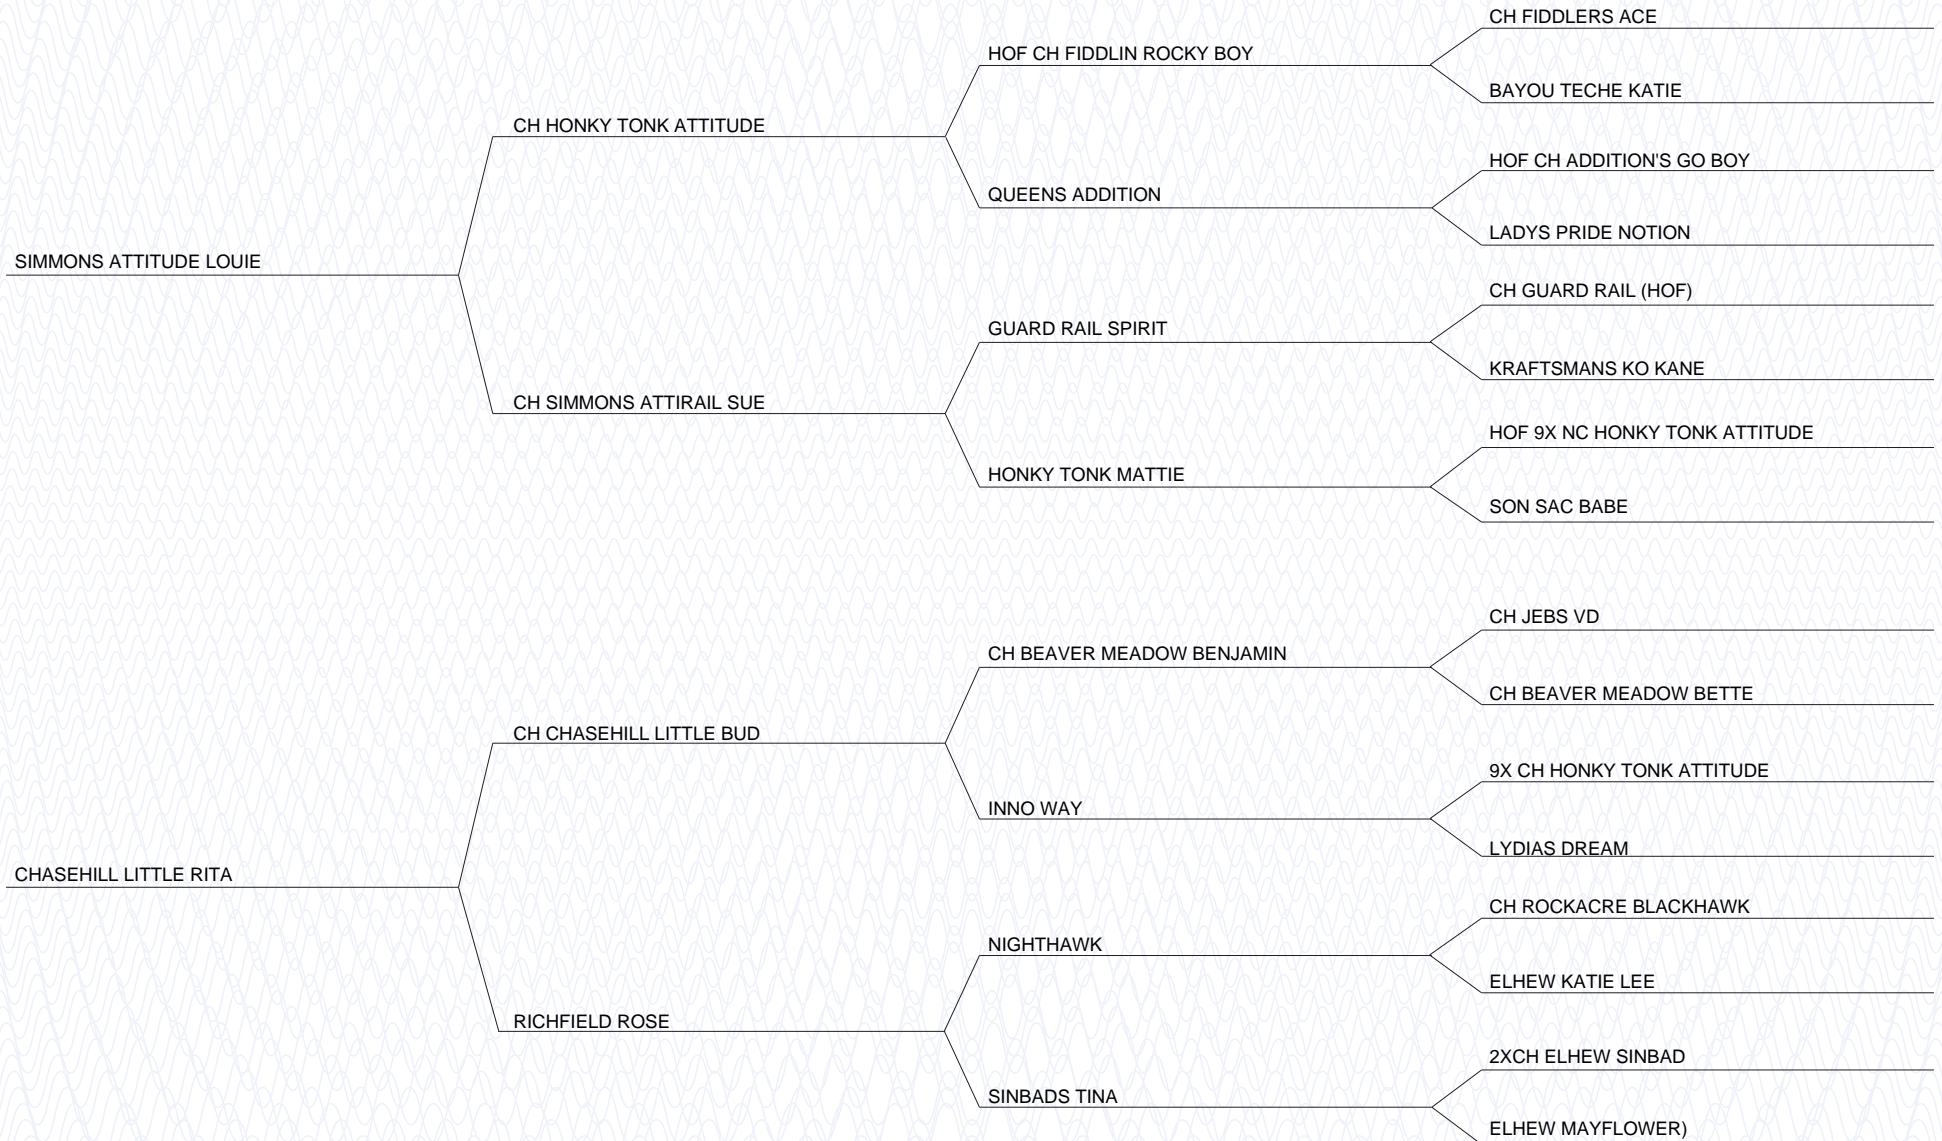 CH FIDDLERS ACE
HOF CH FIDDLIN ROCKY BOY
BAYOU TECHE KATIE
CH HONKY TONK ATTITUDE
HOF CH ADDITION'S GO BOY
QUEENS ADDITION
LADYS PRIDE NOTION
SIMMONS ATTITUDE LOUIE
CH GUARD RAIL (HOF)
GUARD RAIL SPIRIT
KRAFTSMANS KO KANE
CH SIMMONS ATTIRAIL SUE
HOF 9X NC HONKY TONK ATTITUDE
HONKY TONK MATTIE
SON SAC BABE
CH JEBS VD
CH BEAVER MEADOW BENJAMIN
CH BEAVER MEADOW BETTE
CH CHASEHILL LITTLE BUD
9X CH HONKY TONK ATTITUDE
INNO WAY
LYDIAS DREAM
CHASEHILL LITTLE RITA
CH ROCKACRE BLACKHAWK
NIGHTHAWK
ELHEW KATIE LEE
RICHFIELD ROSE
2XCH ELHEW SINBAD
SINBADS TINA
ELHEW MAYFLOWER)